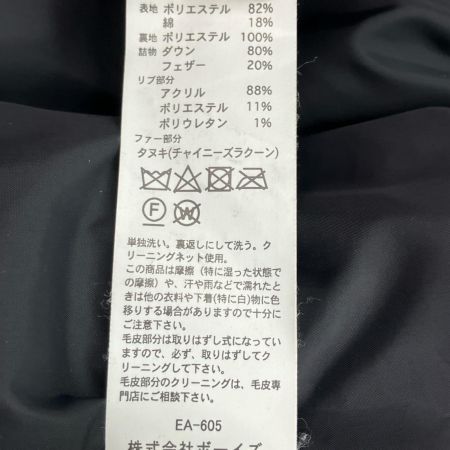 表地 ポリエステル 82%
綿 18%
裏地 ポリエステル 100%
詰物 ダウン 80%
フェザー 20%
リブ部分
アクリル 88%
ポリエステル 11%
ポリウレタン 1%
ファー部分
タヌキ(チャイニーズラクーン)
F W
単独洗い。裏返しにして洗う。ク
リーニングネット使用。
この商品は摩擦(特に湿った状態で
の摩擦)や、汗や雨などで濡れたと
きは他の衣料や下着(特に白)物に色
移りする場合がありますので十分に
ご注意下さい。
毛皮部分は取りはずし式になってい
ますので、必ず、取りはずしてク
リーニングして下さい。
毛皮部分のクリーニングは、毛皮専
門店にご相談下さい。
EA-605
株式会社ボーイズ